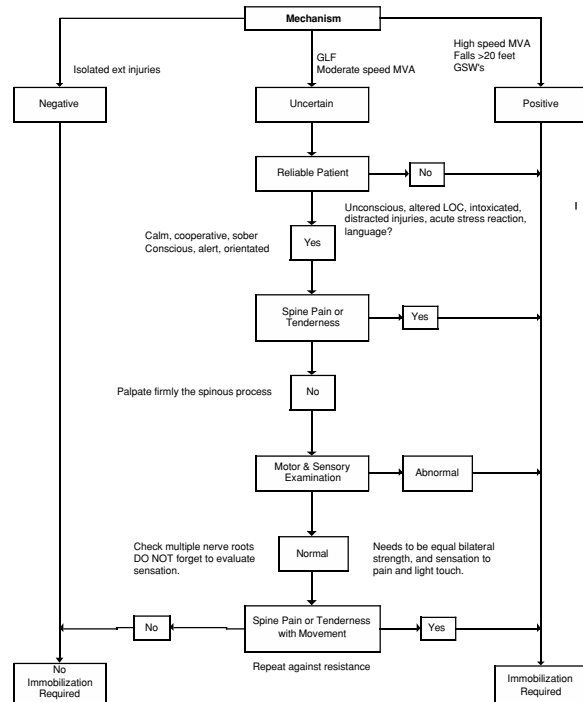 Mechanism
Isolated ext injuries
GLF
Moderate speed MVA
High speed MVA
Falls >20 feet
GSW's
Negative
Uncertain
Positive
Reliable Patient
No
Unconscious, altered LOC, intoxicated,
distracted injuries, acute stress reaction,
language?
I
Calm, cooperative, sober
Conscious, alert, orientated
Yes
Spine Pain or
Tenderness
Yes
Palpate firmly the spinous process
No
Motor & Sensory
Examination
Abnormal
Check multiple nerve roots
DO NOT forget to evaluate
sensation.
Normal
Needs to be equal bilateral
strength, and sensation to
pain and light touch.
No
Spine Pain or Tenderness
with Movement
Yes
Repeat against resistance
No
Immobilization
Required
Immobilization
Required